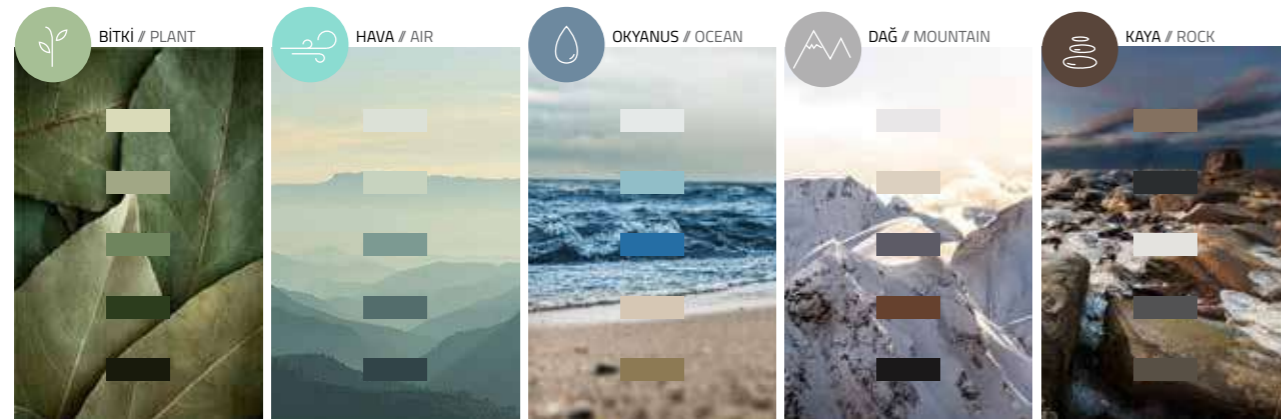 BİTKİ // PLANT
HAVA // AIR
OKYANUS // OCEAN
DAĞ // MOUNTAIN
KAYA // ROCK